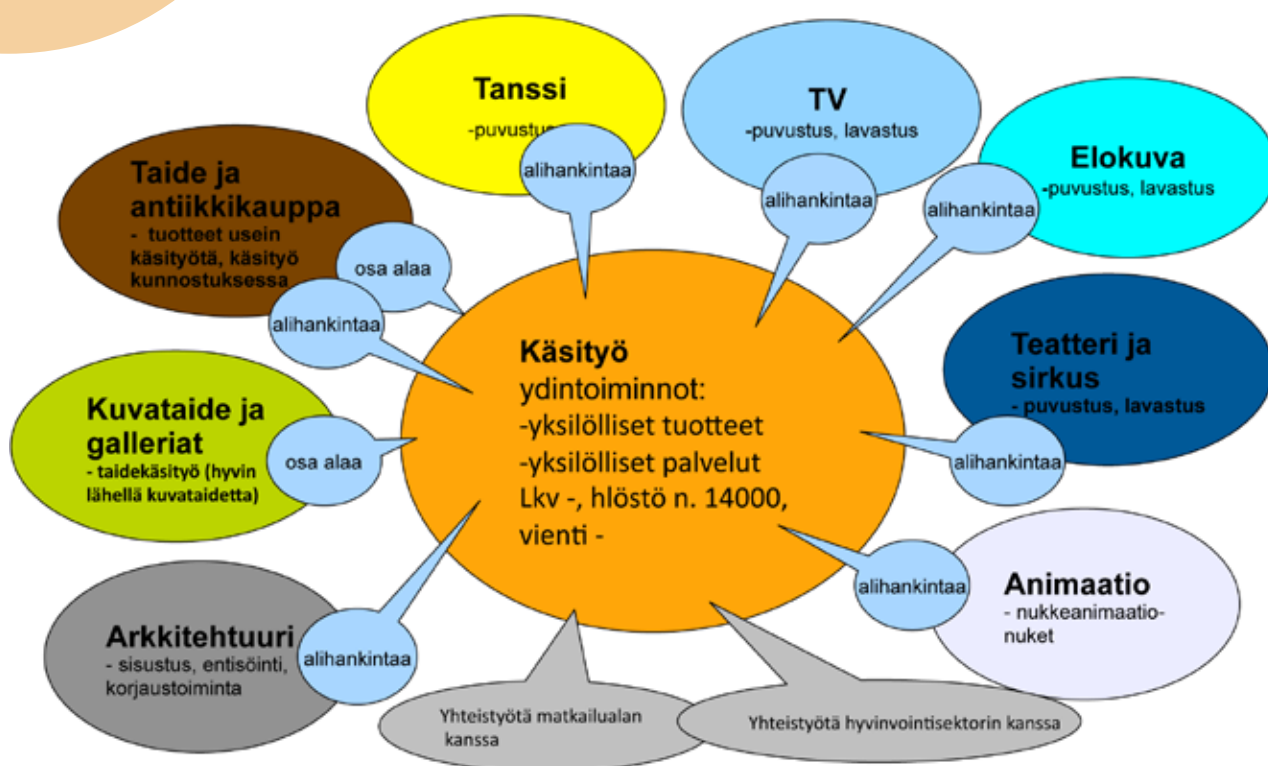 Tanssi
-puvustus
alihankintaa
TV
-puvustus, lavastus
alihankintaa
Elokuva
-puvustus, lavastus
alihankintaa
Taide ja
antiikkikauppa
- tuotteet usein
käsityötä, käsityö
kunnostuksessa
osa alaa
alihankintaa
Käsityö
ydintoiminnot:
-yksilölliset tuotteet
-yksilölliset palvelut
Lkv -, hlöstö n. 14000,
vienti -
Teatteri ja
sirkus
- puvustus, lavastus
alihankintaa
Kuvataide ja
galleriat
- taidekäsityö (hyvin
lähellä kuvataidetta)
osa alaa
Animaatio
- nukkeanimaatio-
nuket
alihankintaa
Arkkitehtuuri
- sisustus, entisöinti,
korjaustoiminta
alihankintaa
Yhteistyötä matkailualan
kanssa
Yhteistyötä hyvinvointisektorin kanssa